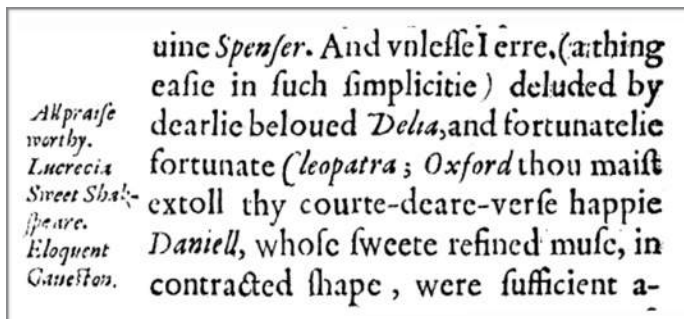 All praiſe
worthy.
Lucrecia
Sweet Shak-
ſpeare.
Eloquent
Gaueſton.
uine Spenſer. And vnleſſe I erre, (a thing
eaſie in ſuch ſimplicitie) deluded by
dearlie beloued Delia, and fortunatelie
fortunate Cleopatra; Oxford thou maiſt
extoll thy courte-deare-verſe happie
Daniell, whoſe ſweete refined muſe, in
contracted ſhape, were ſufficient a-